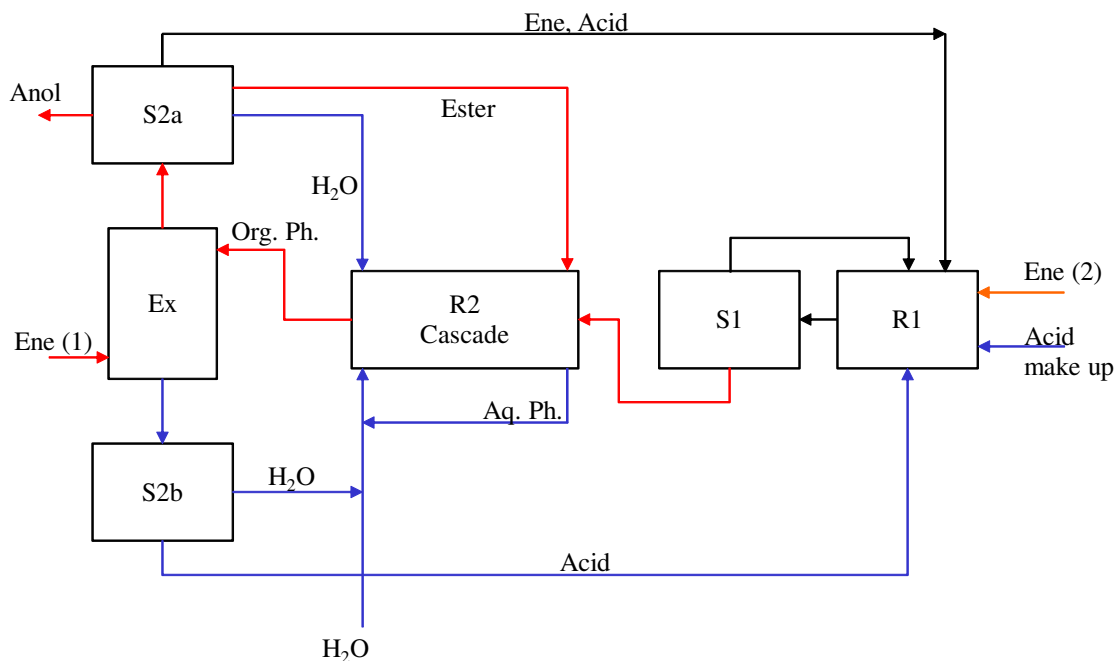 Ene, Acid
Anol
S2a
Ester
H₂O
Org. Ph.
Ex
R2
Cascade
S1
R1
Ene (2)
Ene (1)
Acid
make up
Aq. Ph.
S2b
H₂O
Acid
H₂O